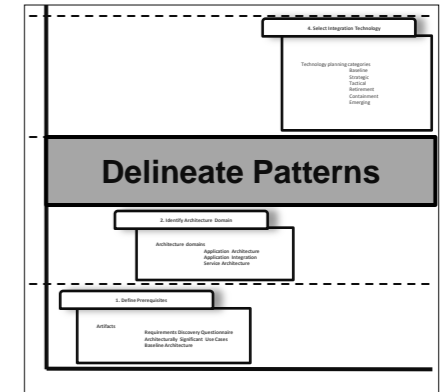 4. Select Integration Technology
Technology planning categories
Baseline
Strategic
Tactical
Retirement
Containment
Emerging
Delineate Patterns
2. Identify Architecture Domain
Architecture domains
Application Architecture
Application Integration
Service Architecture
1. Define Prerequisites
Artifacts
Requirements Discovery Questionnaire
Architecturally Significant Use Cases
Baseline Architecture